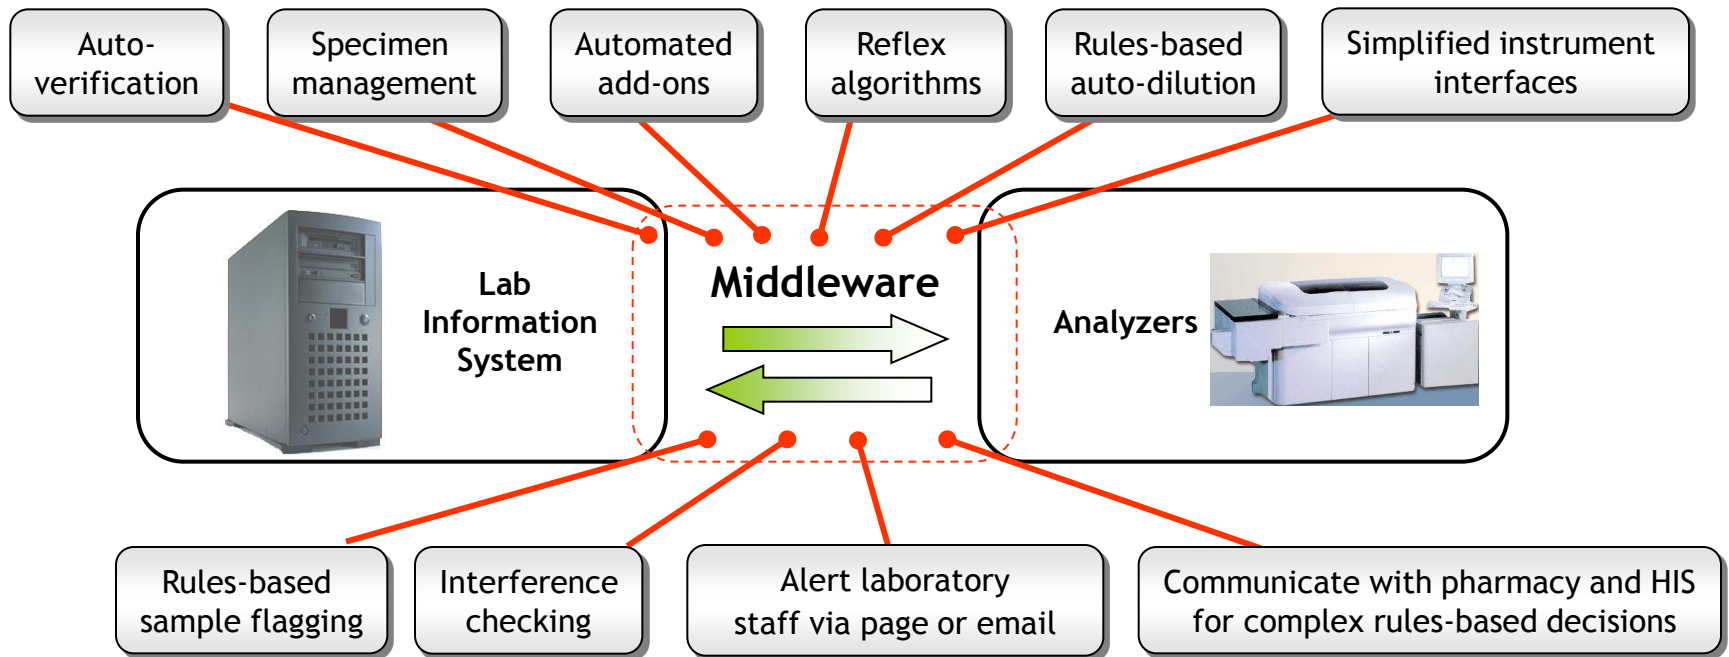 Auto-
verification
Specimen
management
Automated
add-ons
Reflex
algorithms
Rules-based
auto-dilution
Simplified instrument
interfaces
Lab
Information
System
Middleware
Analyzers
Rules-based
sample flagging
Interference
checking
Alert laboratory
staff via page or email
Communicate with pharmacy and HIS
for complex rules-based decisions